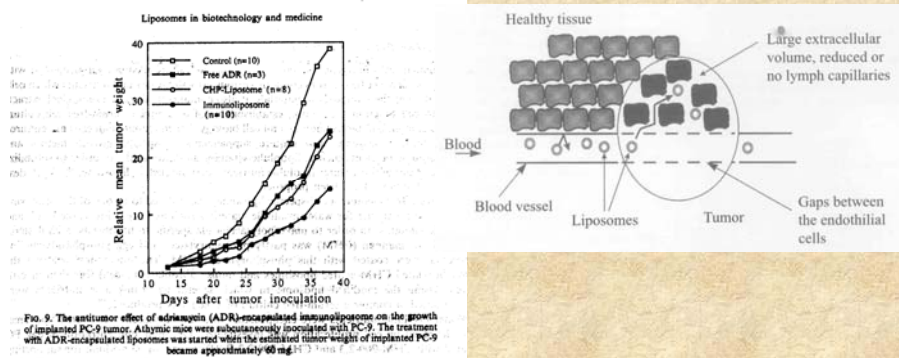 Liposomes in biotechnology and medicine
40
30
20
10
0
Relative mean tumor weight
Control (n=10)
Free ADR (n=3)
CHP-Liposome (n=8)
Immunoliposome
(n=10)
10 15 20 25 30 35 40
Days after tumor inoculation
FIG. 9. The antitumor effect of adriamycin (ADR)-encapsulated immunoliposome on the growth
of implanted PC-9 tumor. Athymic mice were subcutaneously inoculated with PC-9. The treatment
with ADR-encapsulated liposomes was started when the estimated tumor weight of implanted PC-9
became approximately 60 mg.
Healthy tissue
Large extracellular
volume, reduced or
no lymph capillaries
Blood
Blood vessel
Liposomes
Tumor
Gaps between
the endothilial
cells